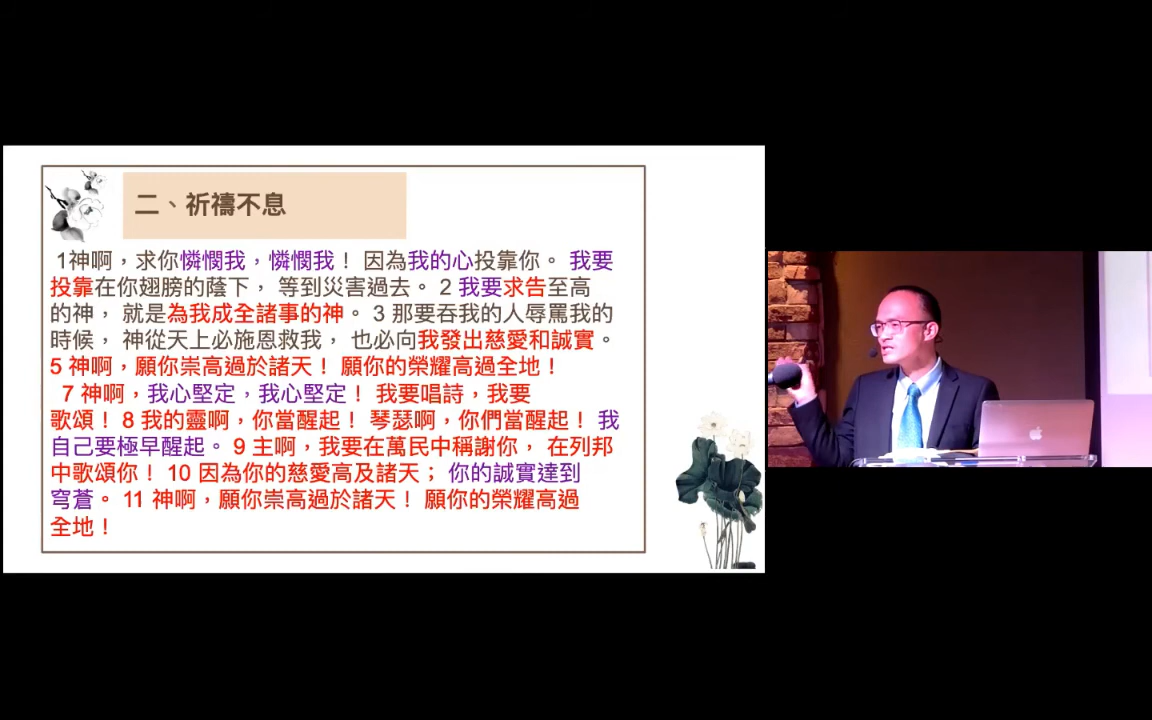 二、祈禱不息
1神啊，求你憐憫我，憐憫我！ 因為我的心投靠你。 我要
投靠在你翅膀的蔭下， 等到災害過去。 2 我要求告至高
的神， 就是為我成全諸事的神。 3 那要吞我的人辱罵我的
時候， 神從天上必施恩救我， 也必向我發出慈愛和誠實。
5 神啊，願你崇高過於諸天！ 願你的榮耀高過全地！
7 神啊，我心堅定，我心堅定！ 我要唱詩，我要
歌頌！ 8 我的靈啊，你當醒起！ 琴瑟啊，你們當醒起！ 我
自己要極早醒起。 9 主啊，我要在萬民中稱謝你， 在列邦
中歌頌你！ 10 因為你的慈愛高及諸天； 你的誠實達到
穹蒼。 11 神啊，願你崇高過於諸天！ 願你的榮耀高過
全地！